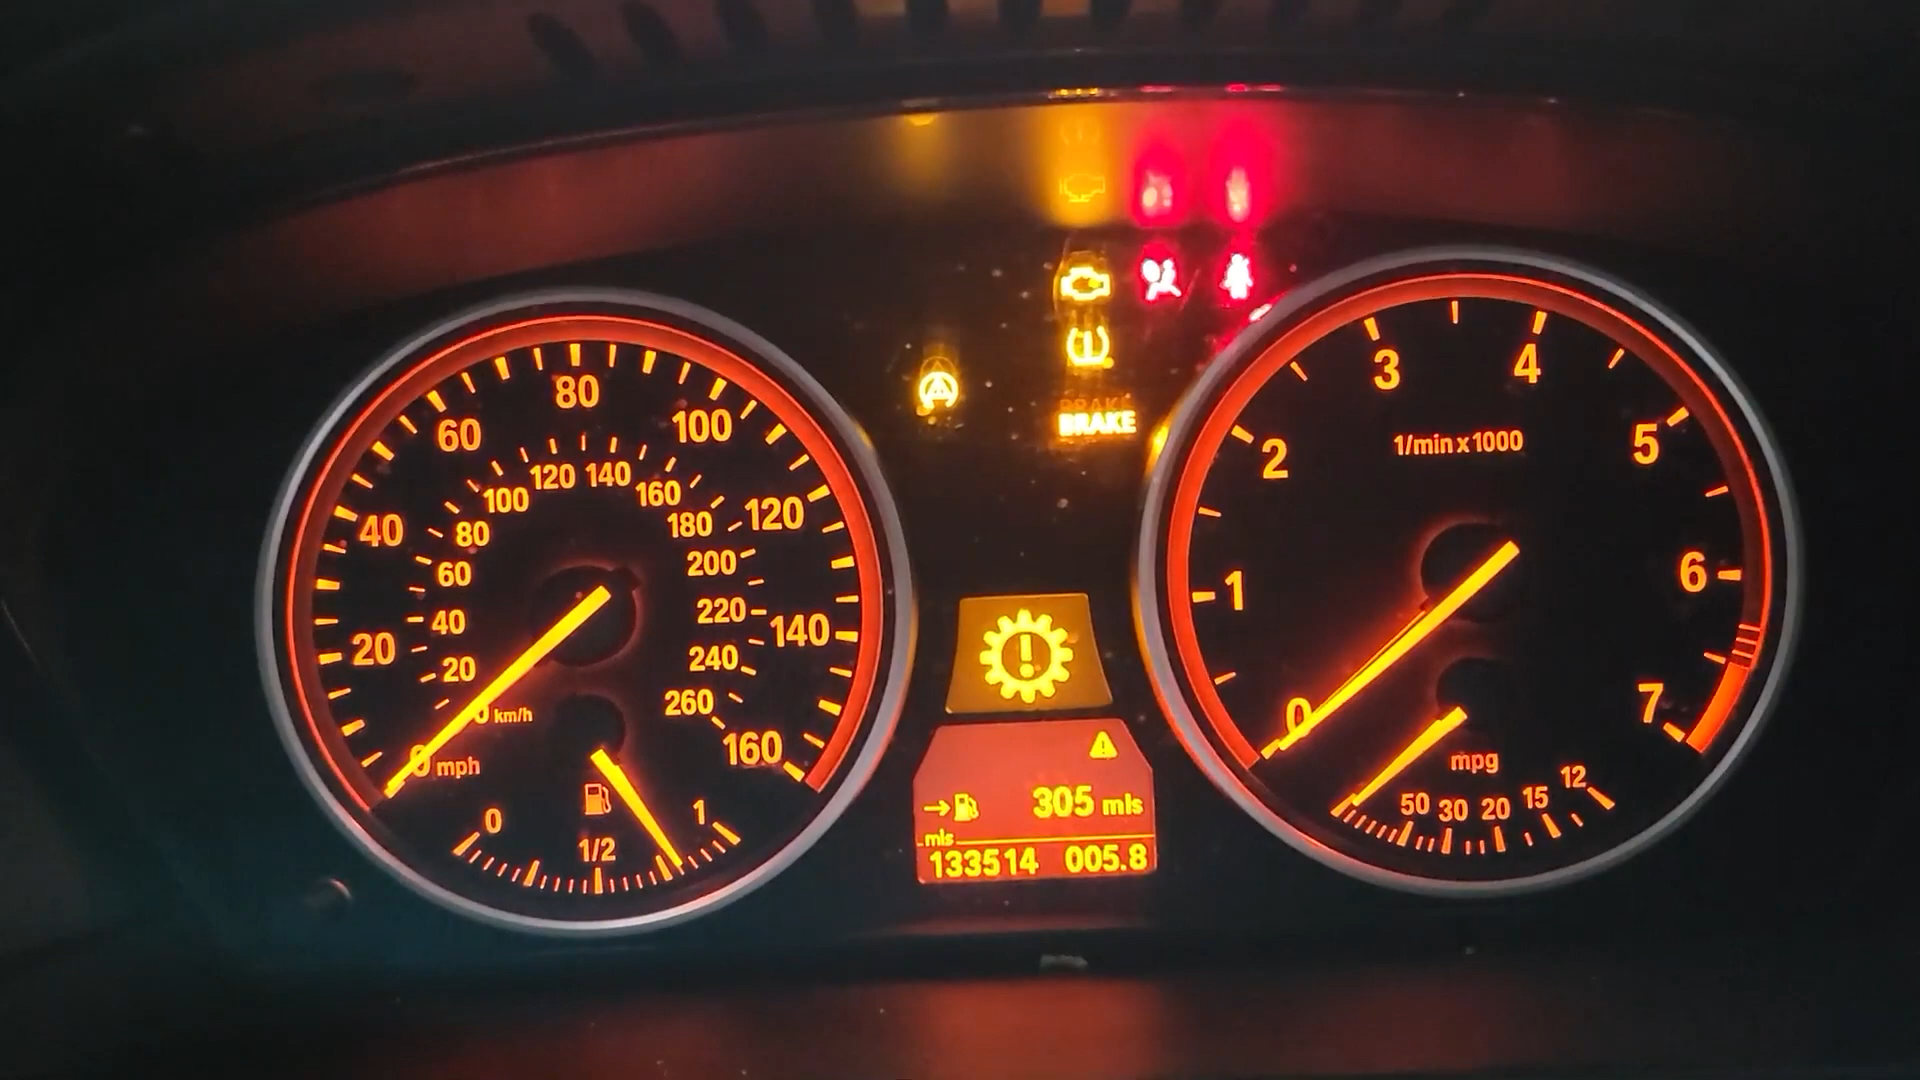 20 40 60 80 100 120 140 160
0 mph
0 20 40 60 80 100 120 140 160 180 200 220 240 260
km/h
0 1/2 1
BRAKE
!
305 mls
mls
133514 005.8
0 1 2 3 4 5 6 7
1/min x 1000
mpg
50 30 20 15 12